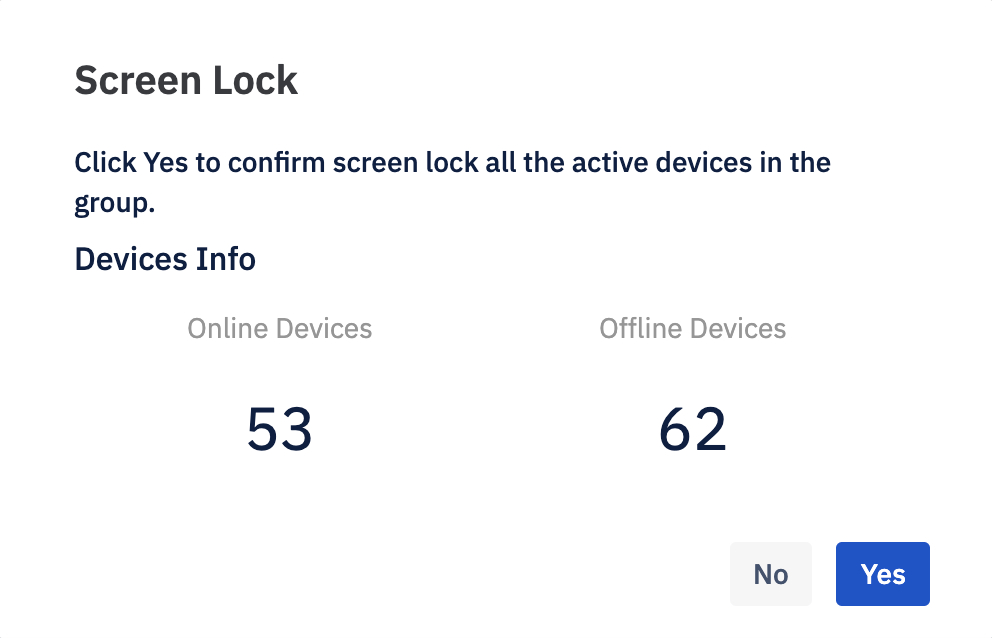 Screen Lock
Click Yes to confirm screen lock all the active devices in the
group.
Devices Info
Online Devices
Offline Devices
53
62
No
Yes